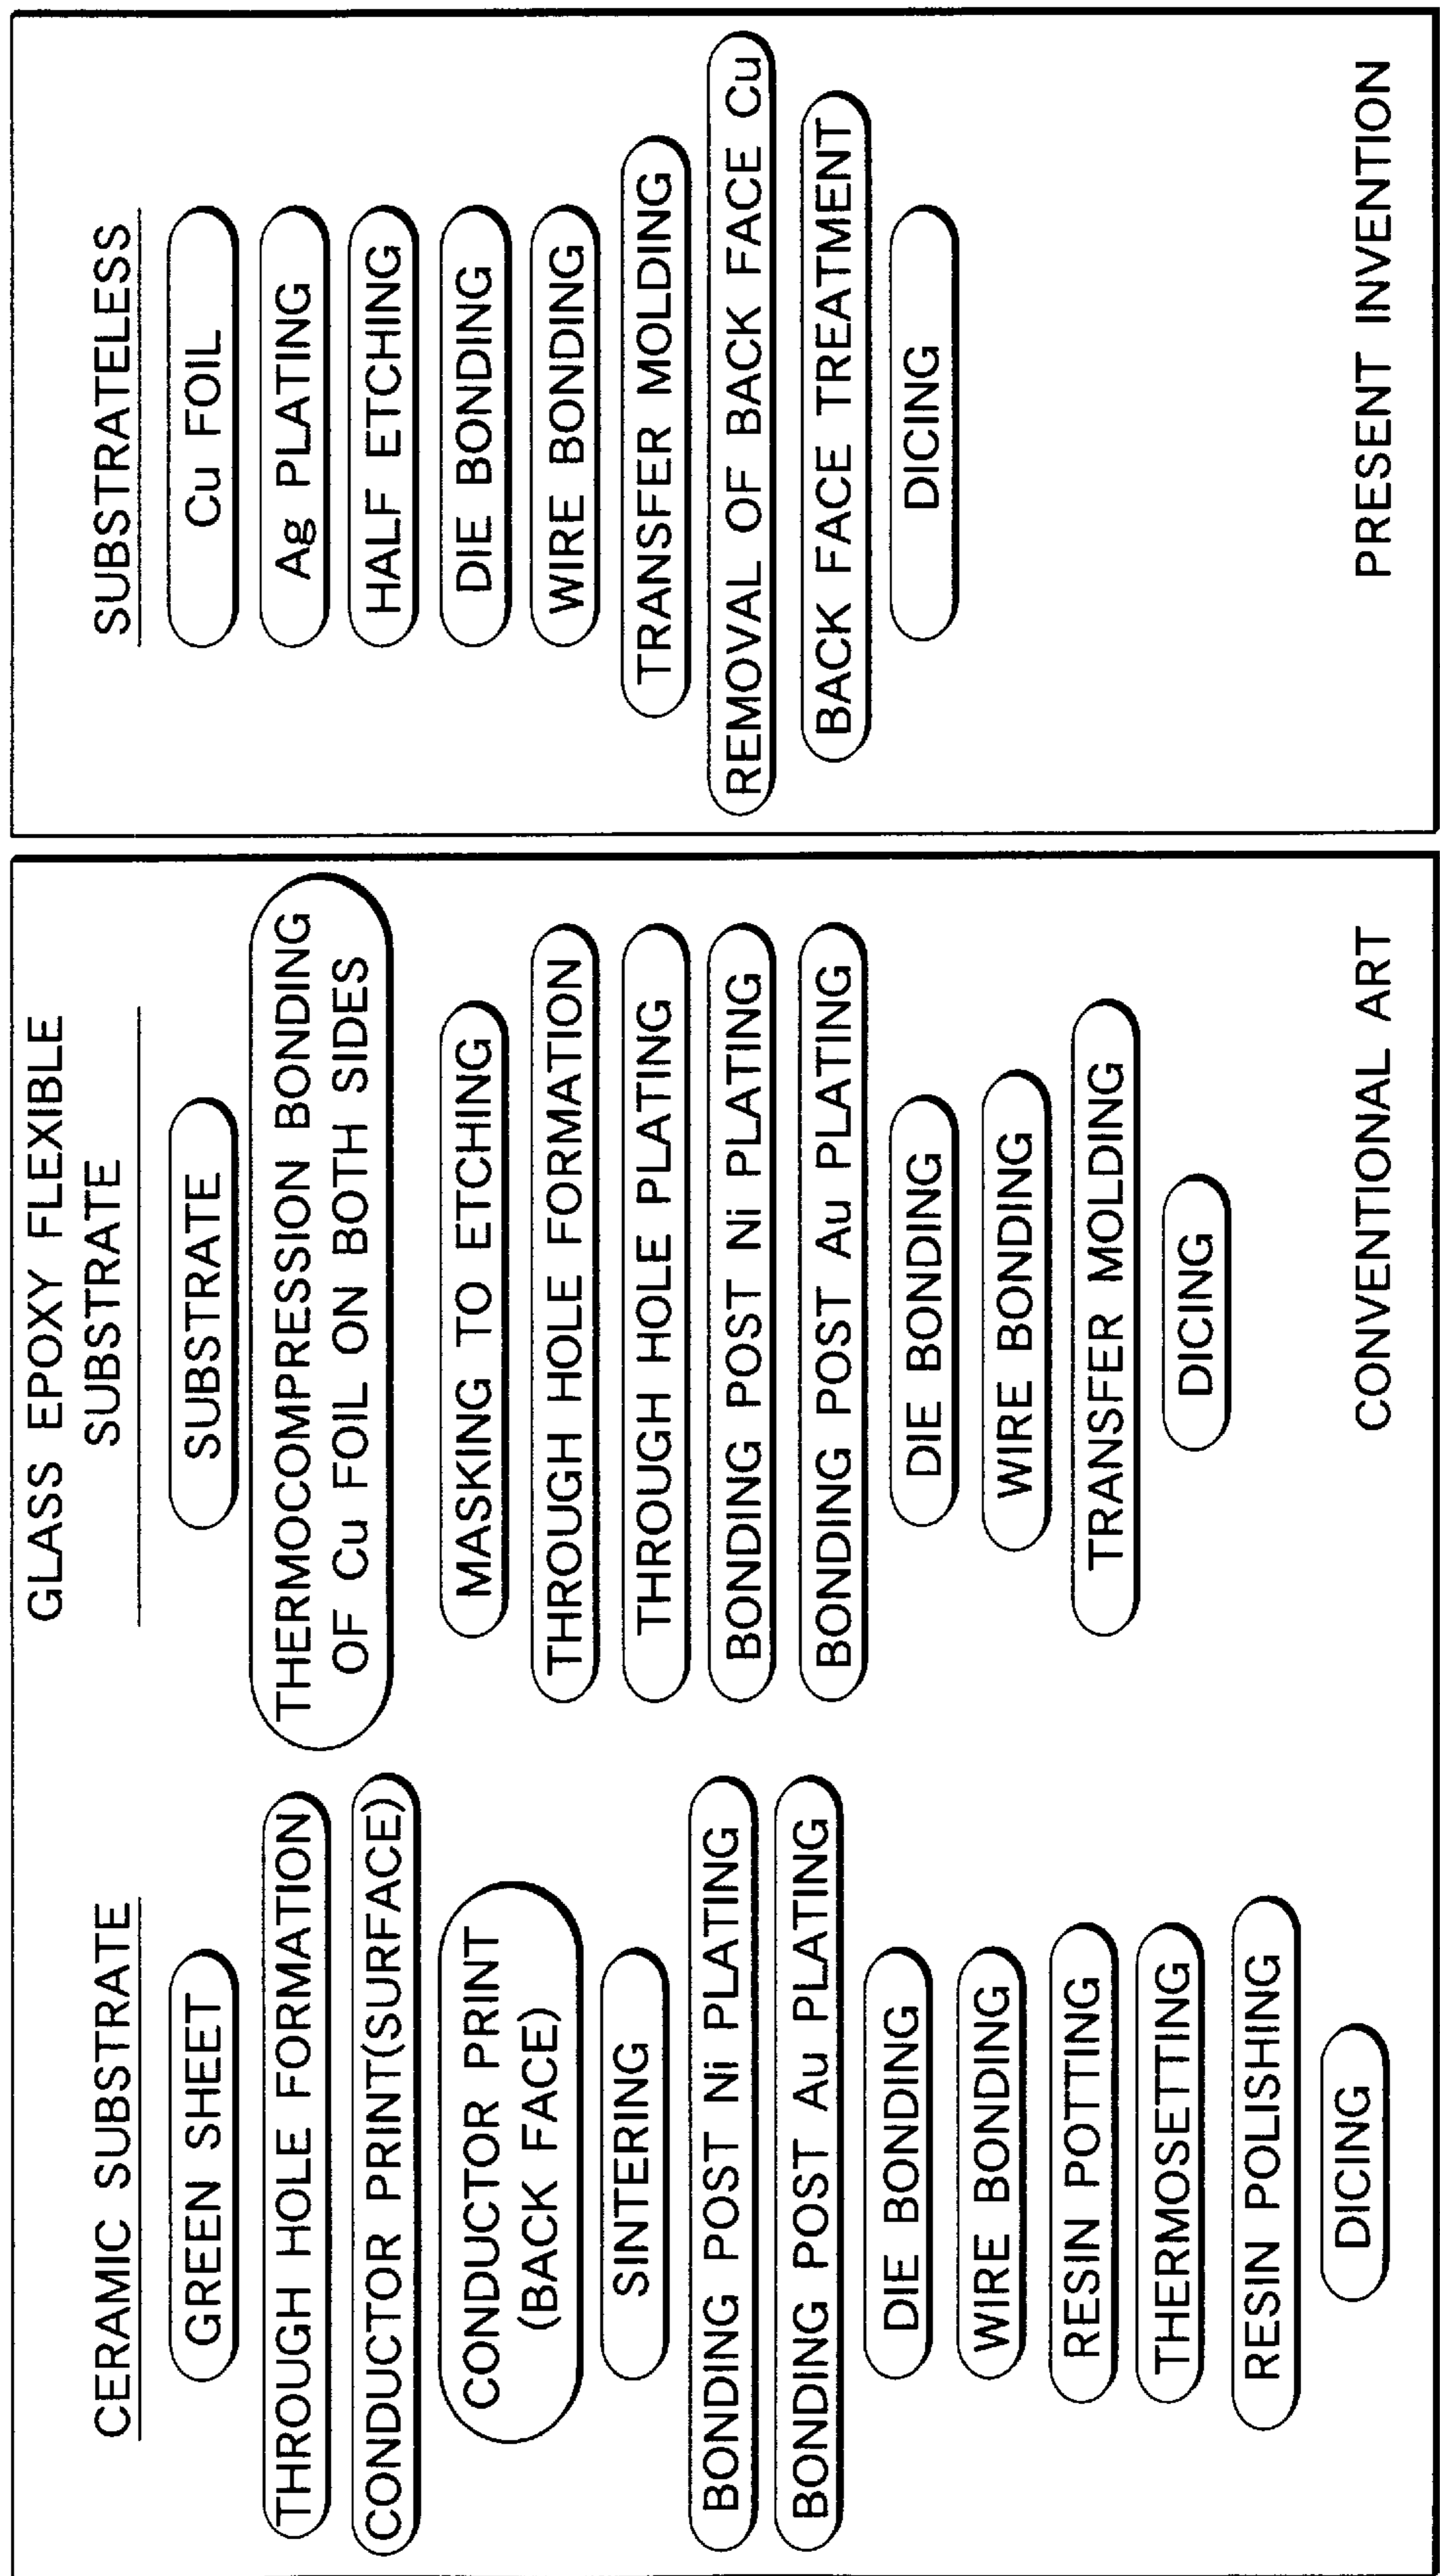 CERAMIC SUBSTRATE
GREEN SHEET
THROUGH HOLE FORMATION
CONDUCTOR PRINT(SURFACE)
CONDUCTOR PRINT
(BACK FACE)
SINTERING
BONDING POST Ni PLATING
BONDING POST Au PLATING
DIE BONDING
WIRE BONDING
RESIN POTTING
THERMOSETTING
RESIN POLISHING
DICING
GLASS EPOXY FLEXIBLE
SUBSTRATE
SUBSTRATE
THERMOCOMPRESSION BONDING
OF Cu FOIL ON BOTH SIDES
MASKING TO ETCHING
THROUGH HOLE FORMATION
THROUGH HOLE PLATING
BONDING POST Ni PLATING
BONDING POST Au PLATING
DIE BONDING
WIRE BONDING
TRANSFER MOLDING
DICING
CONVENTIONAL ART
SUBSTRATELESS
Cu FOIL
Ag PLATING
HALF ETCHING
DIE BONDING
WIRE BONDING
TRANSFER MOLDING
REMOVAL OF BACK FACE Cu
BACK FACE TREATMENT
DICING
PRESENT INVENTION